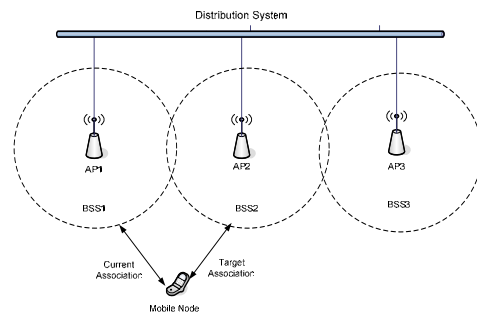 Distribution System
AP1
AP2
AP3
BSS1
BSS2
BSS3
Current
Association
Target
Association
Mobile Node